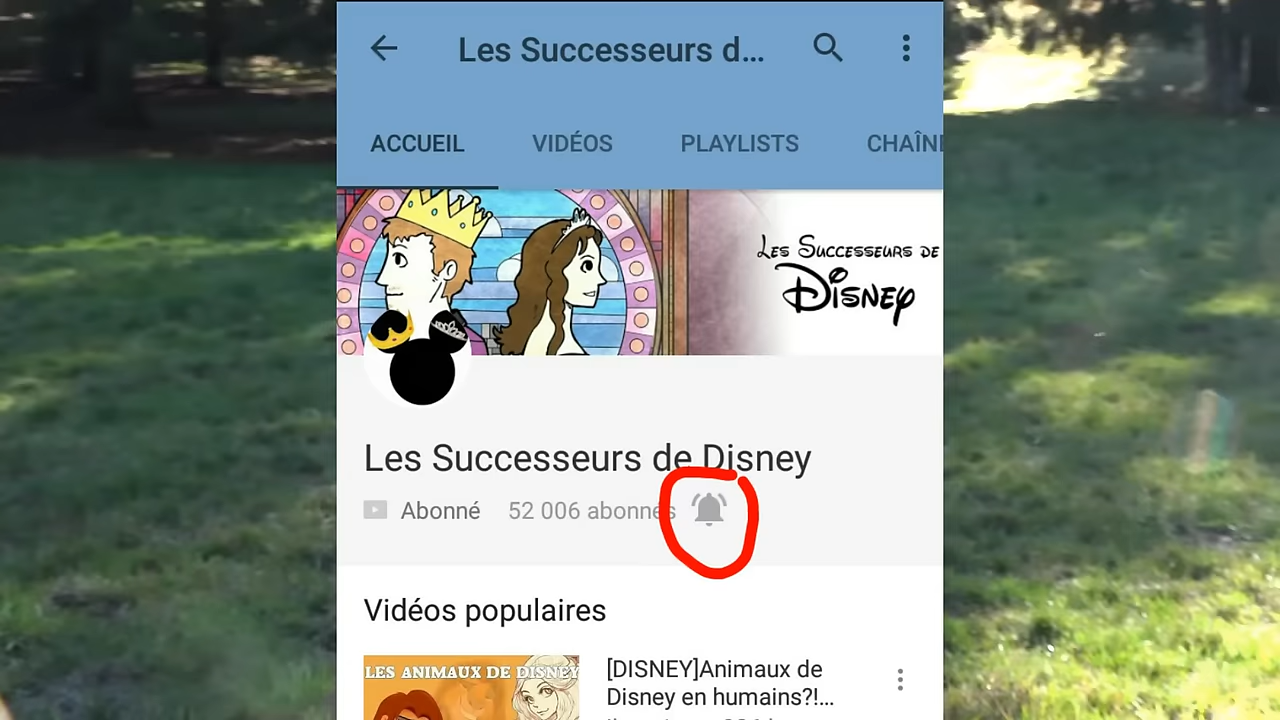 Les Successeurs d...
ACCUEIL VIDÉOS PLAYLISTS CHAÎN
LES SUCCESSEURS DE
DISNEY
Les Successeurs de Disney
Abonné 52 006 abonnés
Vidéos populaires
LES ANIMAUX DE DISNEY
[DISNEY]Animaux de
Disney en humains?!...